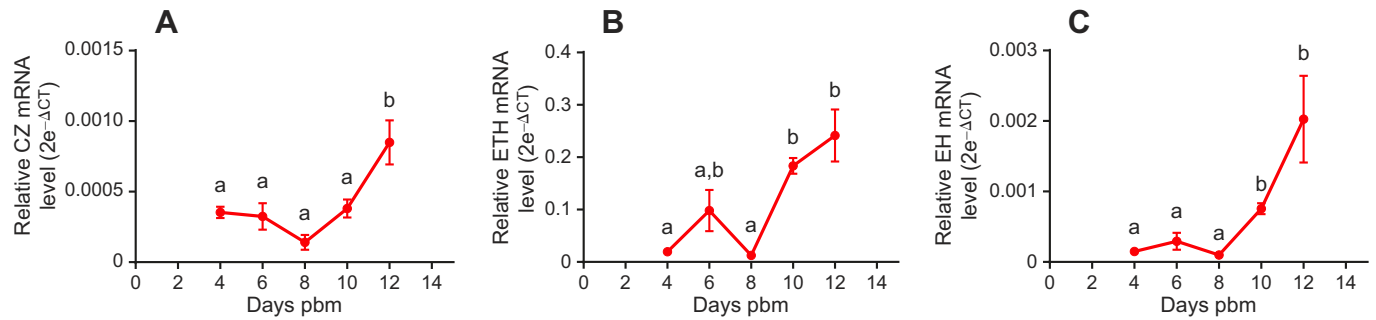 A
Relative CZ mRNA
level (2e–ΔCT)
0.0015
0.0010
0.0005
0
a
a
a
a
b
0 2 4 6 8 10 12 14
Days pbm
B
Relative ETH mRNA
level (2e–ΔCT)
0.4
0.3
0.2
0.1
0
a
a,b
a
b
b
0 2 4 6 8 10 12 14
Days pbm
C
Relative EH mRNA
level (2e–ΔCT)
0.003
0.002
0.001
0
a
a
a
b
b
0 2 4 6 8 10 12 14
Days pbm